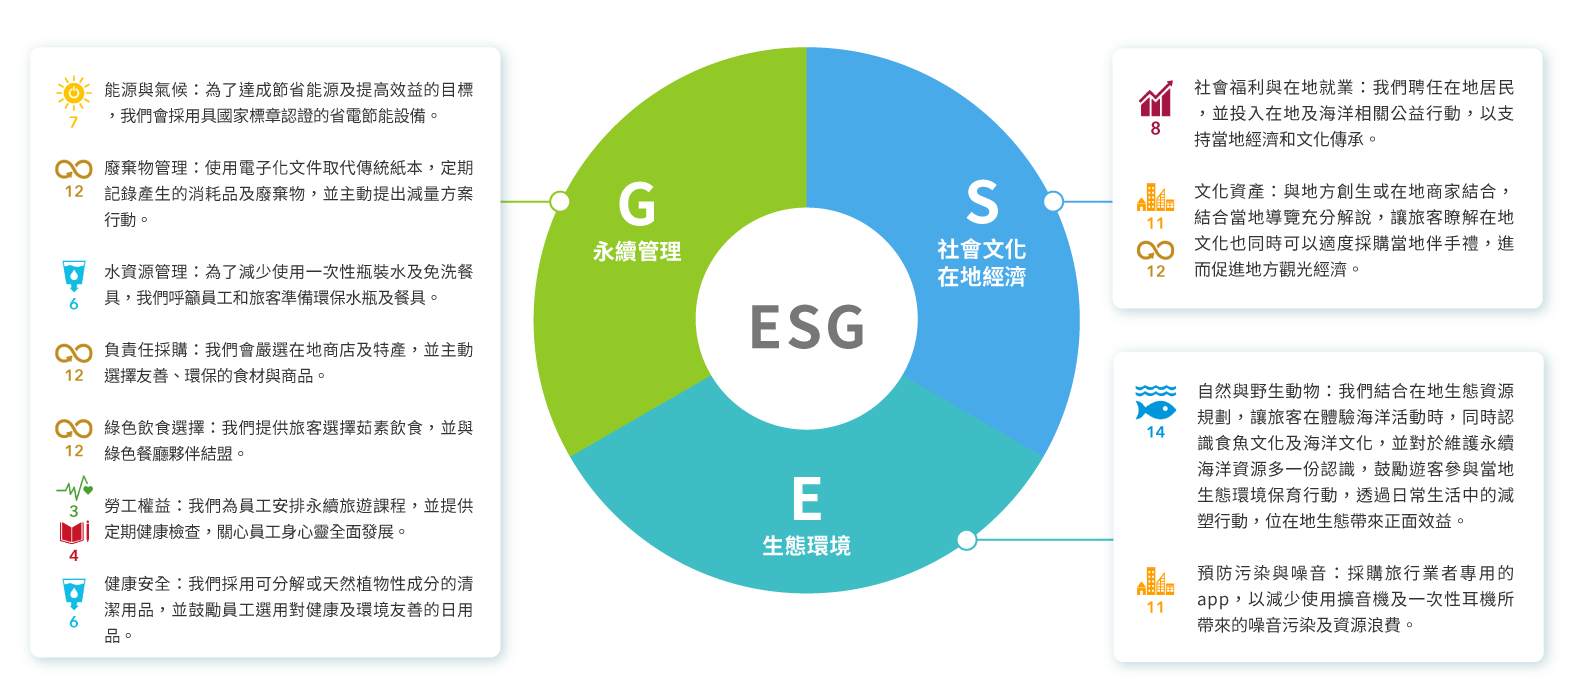 7
能源與氣候：為了達成節省能源及提高效益的目標
，我們會採用具國家標章認證的省電節能設備。
12
廢棄物管理：使用電子化文件取代傳統紙本，定期
記錄產生的消耗品及廢棄物，並主動提出減量方案
行動。
6
水資源管理：為了減少使用一次性瓶裝水及免洗餐
具，我們呼籲員工和旅客準備環保水瓶及餐具。
12
負責任採購：我們會嚴選在地商店及特產，並主動
選擇友善、環保的食材與商品。
12
綠色飲食選擇：我們提供旅客選擇茹素飲食，並與
綠色餐廳夥伴結盟。
3
4
勞工權益：我們為員工安排永續旅遊課程，並提供
定期健康檢查，關心員工身心靈全面發展。
6
健康安全：我們採用可分解或天然植物性成分的清
潔用品，並鼓勵員工選用對健康及環境友善的日用
品。
G
永續管理
S
社會文化
在地經濟
ESG
E
生態環境
8
社會福利與在地就業：我們聘任在地居民
，並投入在地及海洋相關公益行動，以支
持當地經濟和文化傳承。
11
12
文化資產：與地方創生或在地商家結合，
結合當地導覽充分解說，讓旅客瞭解在地
文化也同時可以適度採購當地伴手禮，進
而促進地方觀光經濟。
14
自然與野生動物：我們結合在地生態資源
規劃，讓旅客在體驗海洋活動時，同時認
識食魚文化及海洋文化，並對於維護永續
海洋資源多一份認識，鼓勵遊客參與當地
生態環境保育行動，透過日常生活中的減
塑行動，位在地生態帶來正面效益。
11
預防污染與噪音：採購旅行業者專用的
app，以減少使用擴音機及一次性耳機所
帶來的噪音污染及資源浪費。